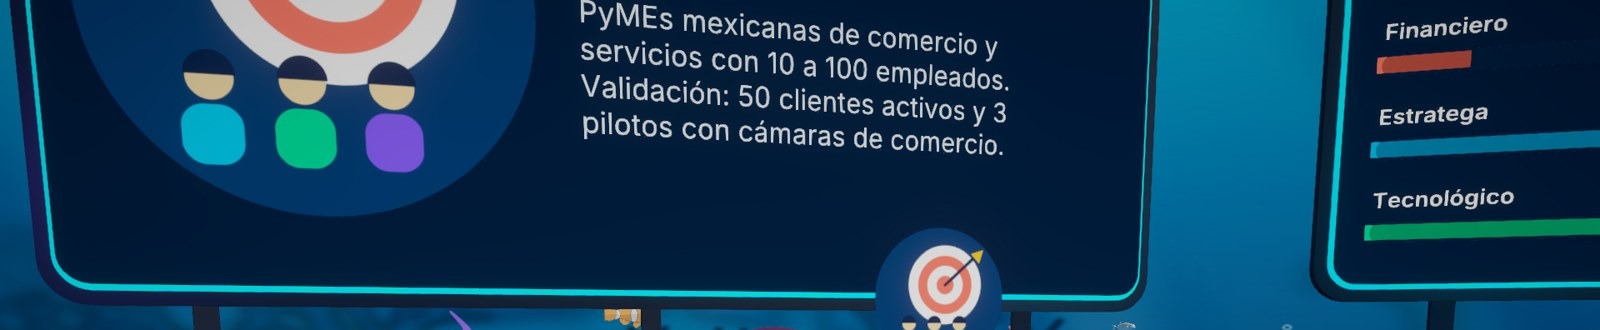 PyMEs mexicanas de comercio y
servicios con 10 a 100 empleados.
Validación: 50 clientes activos y 3
pilotos con cámaras de comercio.
Financiero
Estratega
Tecnológico